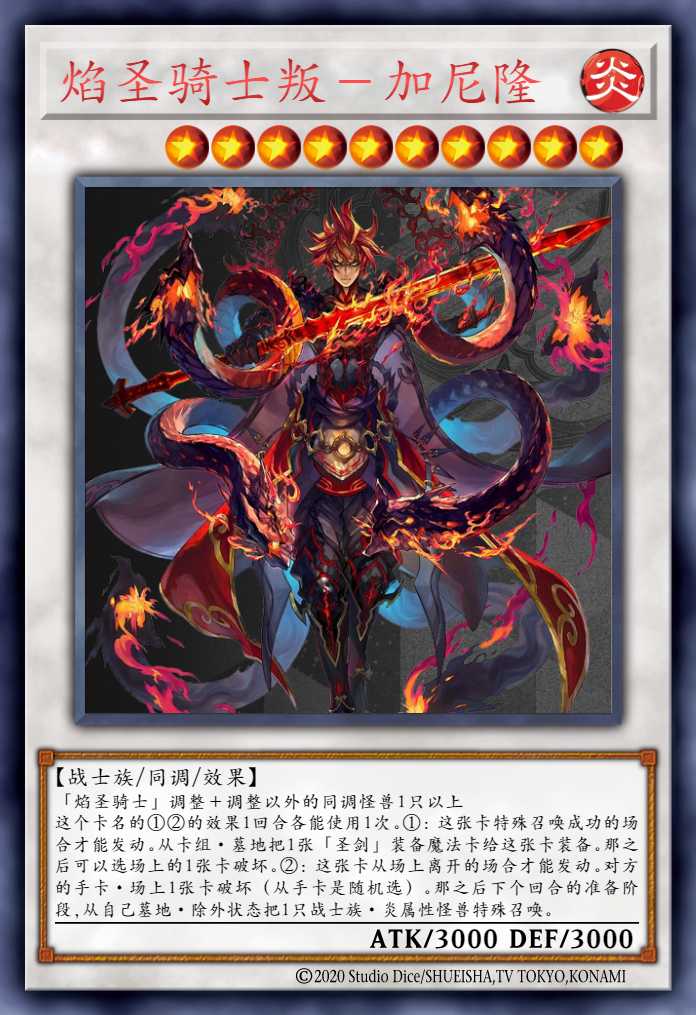 焰圣骑士叛－加尼隆
炎
【战士族/同调/效果】
「焰圣骑士」调整＋调整以外的同调怪兽1只以上
这个卡名的①②的效果1回合各能使用1次。①：这张卡特殊召唤成功的场
合才能发动。从卡组·墓地把1张「圣剑」装备魔法卡给这张卡装备。那之
后可以选场上的1张卡破坏。②：这张卡从场上离开的场合才能发动。对方
的手卡·场上1张卡破坏（从手卡是随机选）。那之后下个回合的准备阶
段,从自己墓地·除外状态把1只战士族·炎属性怪兽特殊召唤。
ATK/3000 DEF/3000
©2020 Studio Dice/SHUEISHA,TV TOKYO,KONAMI